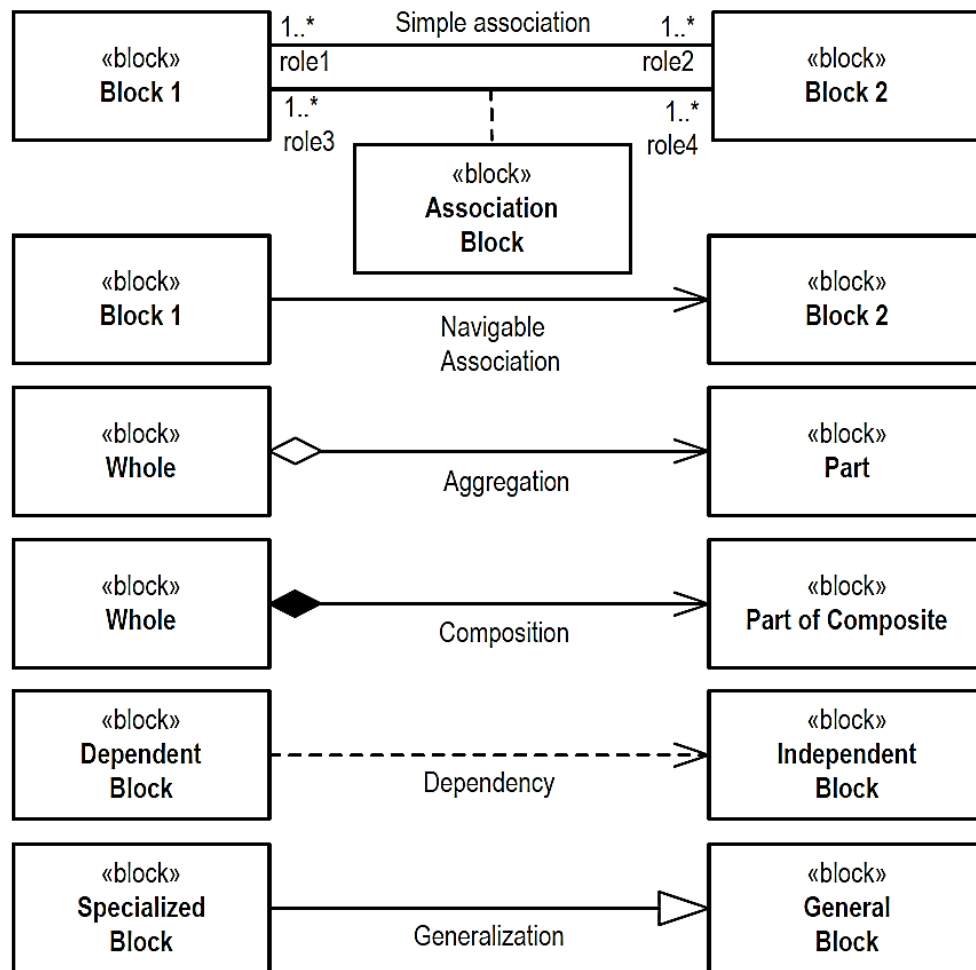 «block»
Block 1
1..*
role1
Simple association
1..*
role2
«block»
Block 2
1..*
role3
1..*
role4
«block»
Association
Block
«block»
Block 1
Navigable
Association
«block»
Block 2
«block»
Whole
Aggregation
«block»
Part
«block»
Whole
Composition
«block»
Part of Composite
«block»
Dependent
Block
Dependency
«block»
Independent
Block
«block»
Specialized
Block
Generalization
«block»
General
Block